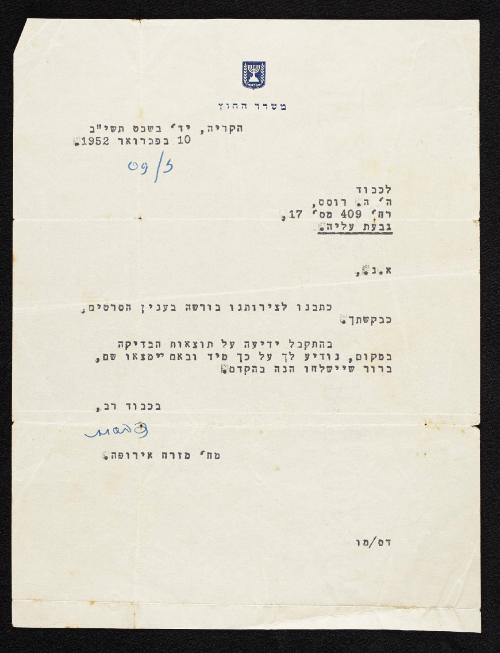 משרד החוץ
הקריה, יד' בשבט תשי"ב
10 בפברואר 1952.
לכבוד
ה' ה. רוסס,
רח' 409 מס' 17,
גבעת עליה.
א.נ.,
כתבנו לצירותנו בורשה בענין הסרטים,
כבקשתך.
בהתקבל ידיעה על תוצאות הבדיקה
במקום, נודיע לך על כך מיד ובאם ימצאו שם,
ברור שיישלחו הנה בהקדם.
בכבוד רב,
מח' מזרח אירופה.
דס/מו